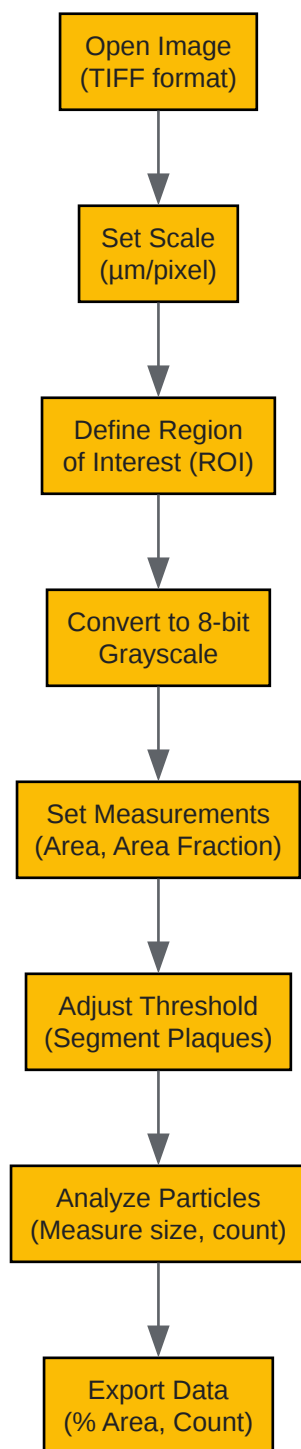 Open Image
(TIFF format)
Set Scale
(µm/pixel)
Define Region
of Interest (ROI)
Convert to 8-bit
Grayscale
Set Measurements
(Area, Area Fraction)
Adjust Threshold
(Segment Plaques)
Analyze Particles
(Measure size, count)
Export Data
(% Area, Count)